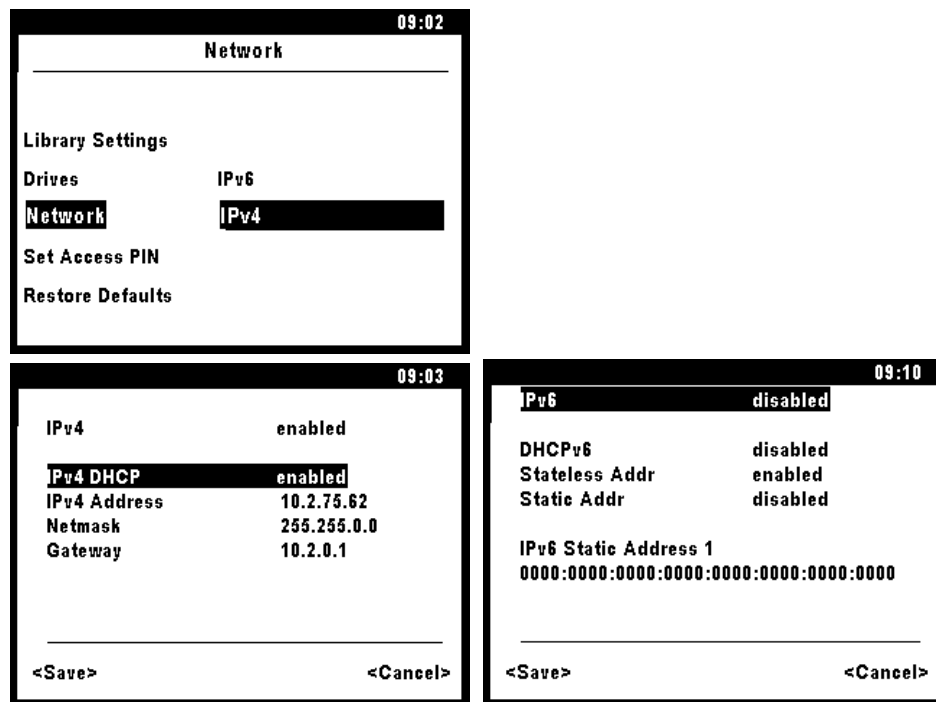 09:02
Network
Library Settings
Drives IPv6
Network IPv4
Set Access PIN
Restore Defaults
09:03
IPv4 enabled
IPv4 DHCP enabled
IPv4 Address 10.2.75.62
Netmask 255.255.0.0
Gateway 10.2.0.1
<Save> <Cancel>
09:10
IPv6 disabled
DHCPv6 disabled
Stateless Addr enabled
Static Addr disabled
IPv6 Static Address 1
0000:0000:0000:0000:0000:0000:0000:0000
<Save> <Cancel>